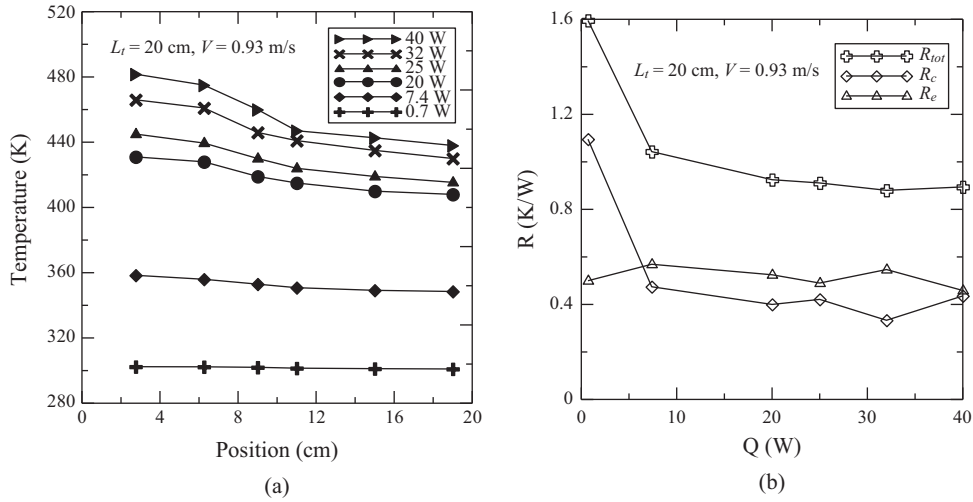 520
480
440
400
360
300
280
Temperature (K)
L_t = 20 cm, V = 0.93 m/s
40 W
32 W
25 W
20 W
7.4 W
0.7 W
0 4 8 12 16 20
Position (cm)
(a)
1.6
1.2
0.8
0.4
0
R (K/W)
L_t = 20 cm, V = 0.93 m/s
R_tot
R_c
R_e
0 10 20 30 40
Q (W)
(b)